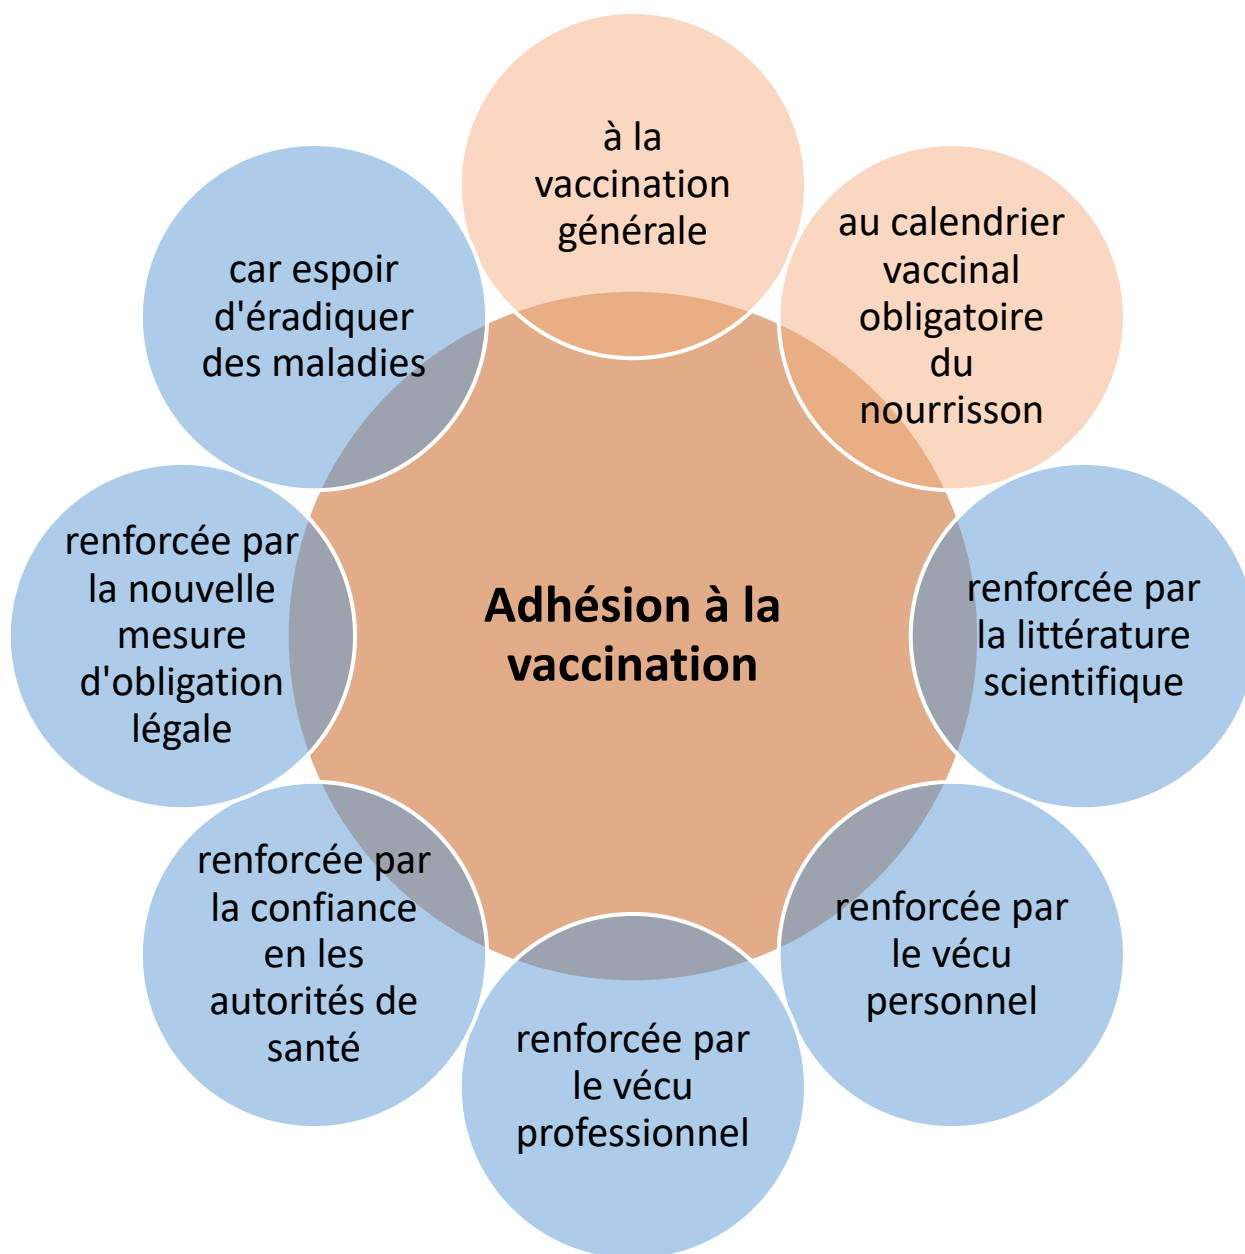 à la
vaccination
générale
au calendrier
vaccinal
obligatoire
du
nourrisson
renforcée par
la littérature
scientifique
renforcée par
le vécu
personnel
renforcée par
le vécu
professionnel
renforcée par
la confiance
en les
autorités de
santé
renforcée par
la nouvelle
mesure
d'obligation
légale
car espoir
d'éradiquer
des maladies
Adhésion à la
vaccination